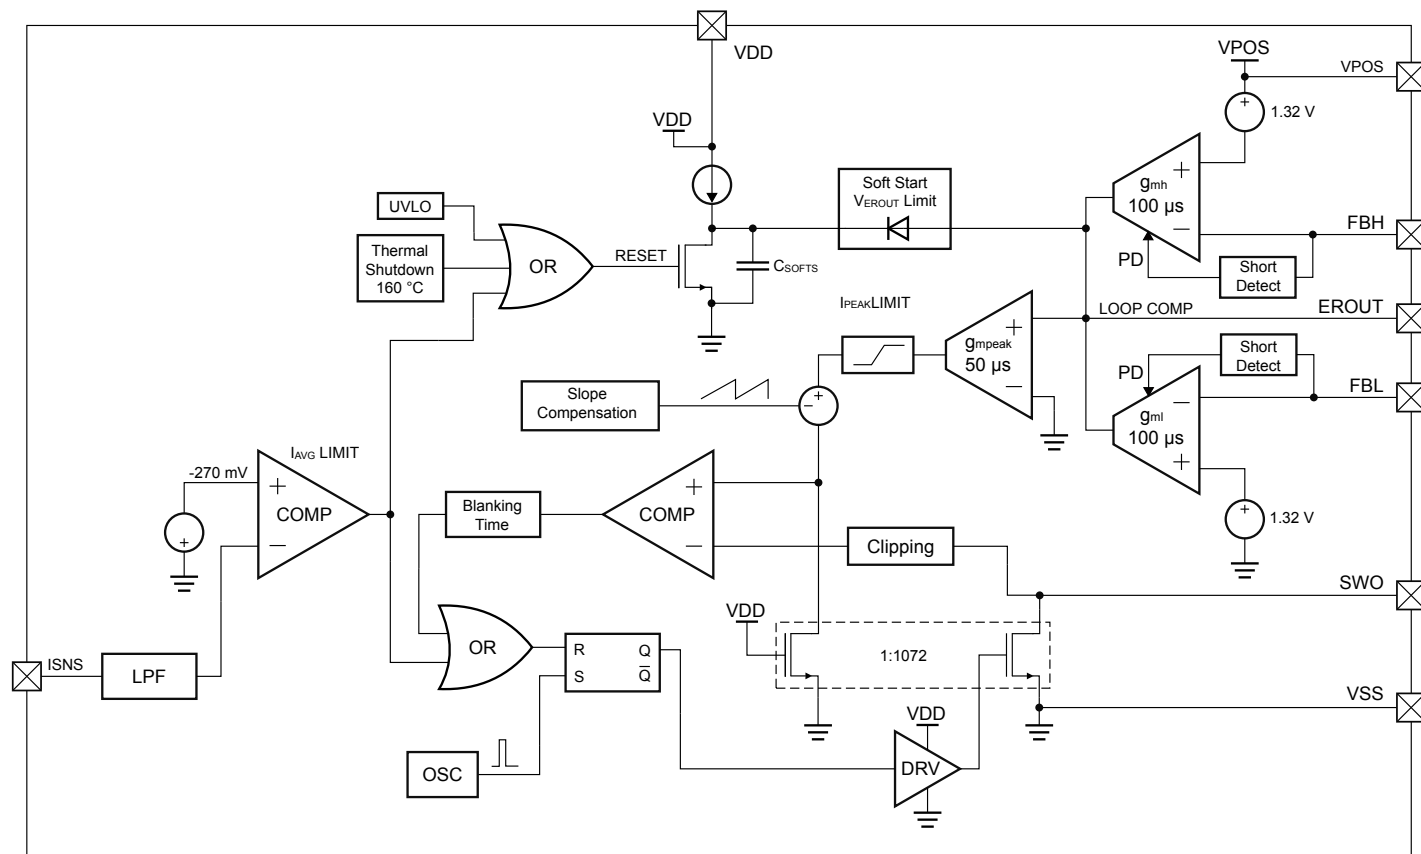 VDD
VPOS
VPOS
1.32 V
+
VDD
UVLO
Thermal
Shutdown
160 °C
OR
RESET
CSOFTS
Soft Start
VEROUT Limit
gmh
100 µs
+
−
PD
Short
Detect
FBH
IPEAKLIMIT
LOOP COMP
EROUT
gmpeak
50 µs
+
−
PD
Short
Detect
FBL
gml
100 µs
−
+
+
1.32 V
Slope
Compensation
+
−
IAVG LIMIT
-270 mV
+
COMP
−
+
Blanking
Time
COMP
+
−
Clipping
SWO
VDD
1:1072
OR
R Q
S Q̅
ISNS
LPF
VSS
VDD
OSC
DRV